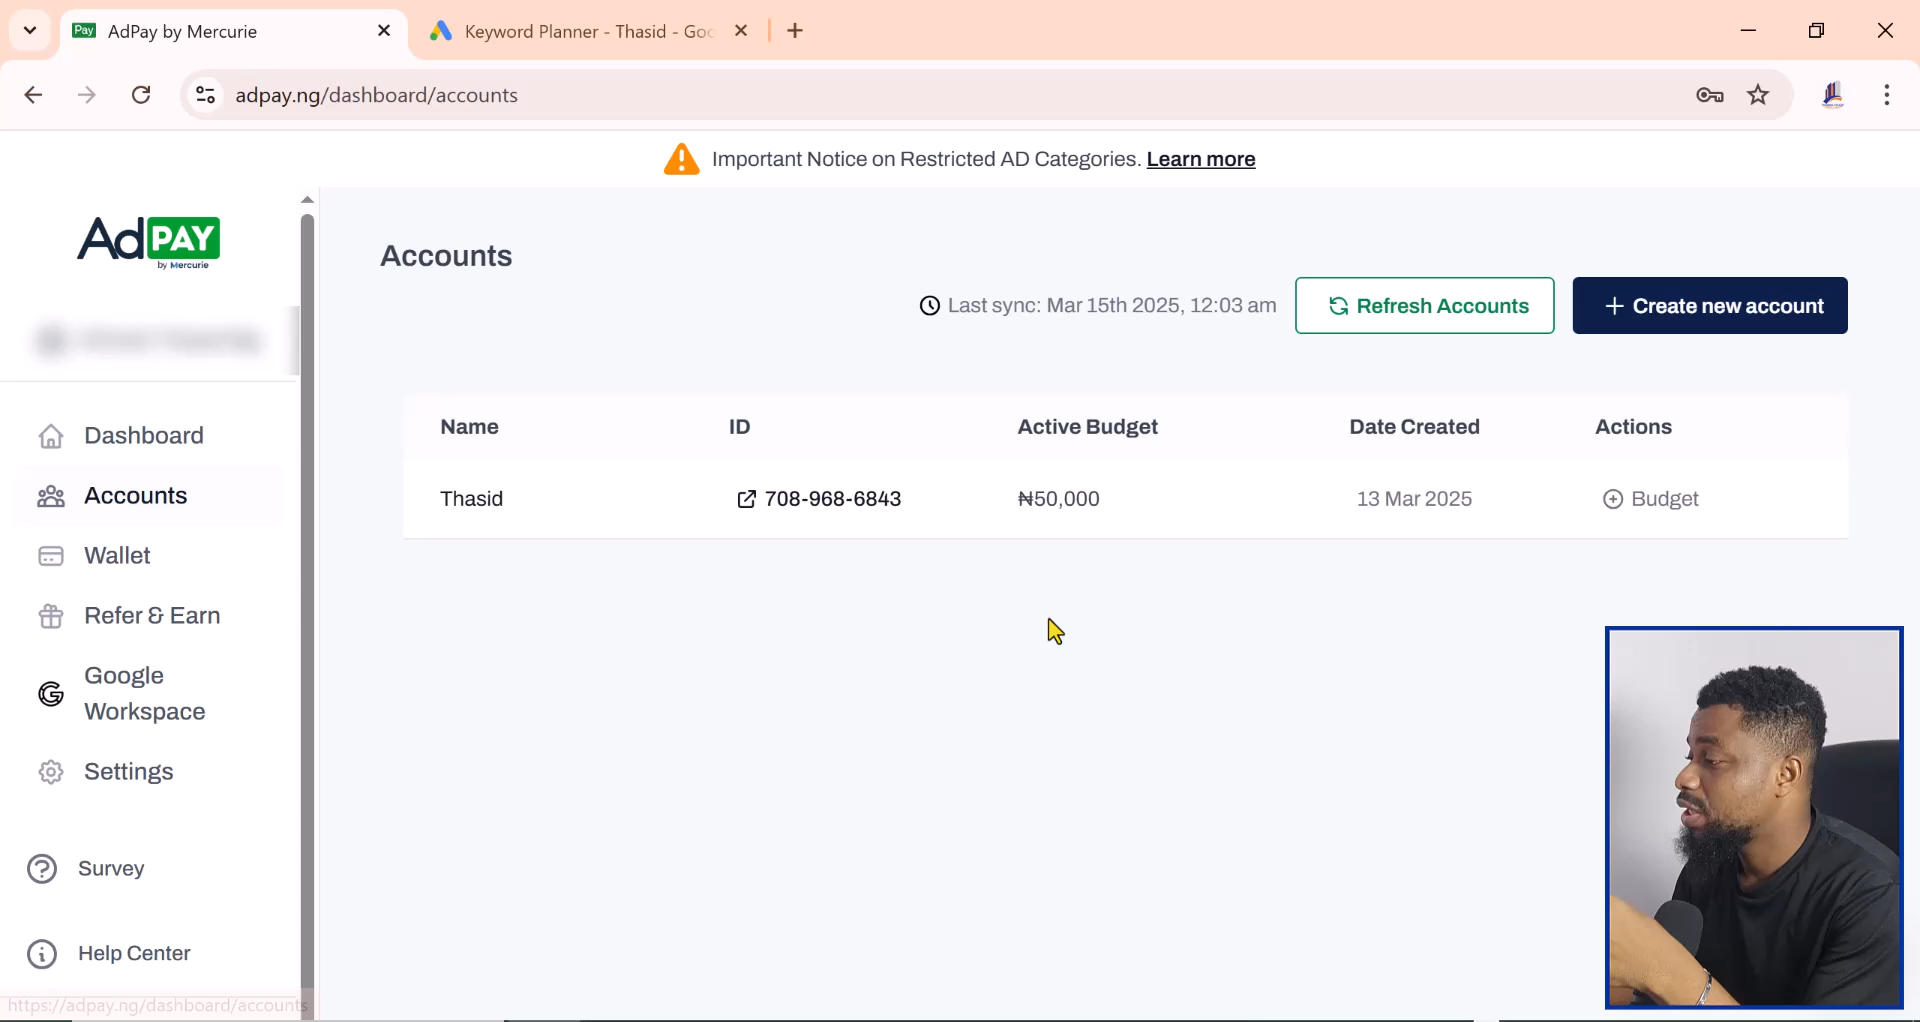 Pay AdPay by Mercurie
Keyword Planner - Thasid - Goo
adpay.ng/dashboard/accounts
Important Notice on Restricted AD Categories. Learn more
AdPAY
by Mercurie
Accounts
Last sync: Mar 15th 2025, 12:03 am
Refresh Accounts
Create new account
Dashboard
Accounts
Wallet
Refer & Earn
Google
Workspace
Settings
Survey
Help Center
Name ID Active Budget Date Created Actions
Thasid 708-968-6843 ₦50,000 13 Mar 2025 Budget
https://adpay.ng/dashboard/accounts